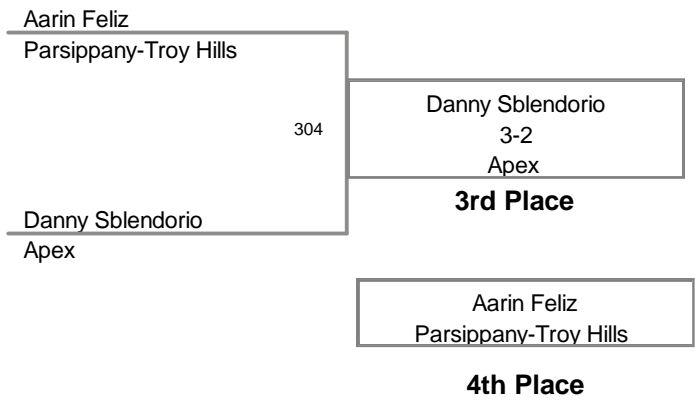 Aarin Feliz
Parsippany-Troy Hills
304
Danny Sblendorio
3-2
Apex
3rd Place
Danny Sblendorio
Apex
Aarin Feliz
Parsippany-Troy Hills
4th Place